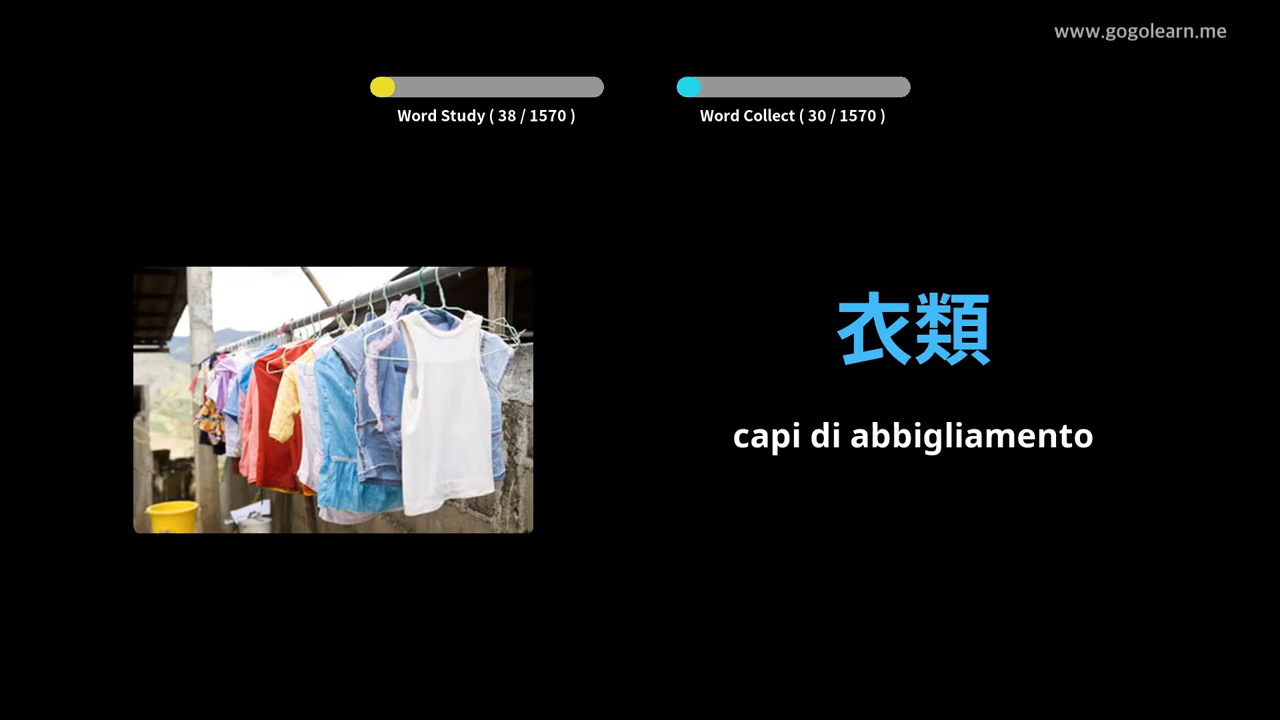 www.gogolearn.me
Word Study ( 38 / 1570 )
Word Collect ( 30 / 1570 )
衣類
capi di abbigliamento